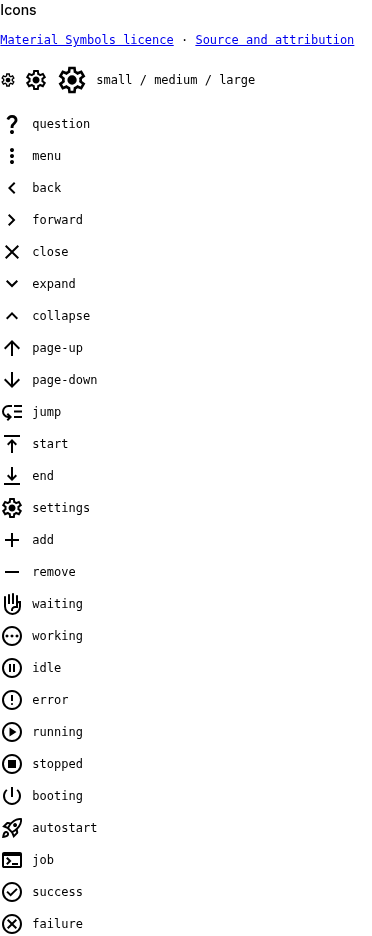 Icons
Material Symbols licence · Source and attribution
small / medium / large
question
menu
back
forward
close
expand
collapse
page-up
page-down
jump
start
end
settings
add
remove
waiting
working
idle
error
running
stopped
booting
autostart
job
success
failure